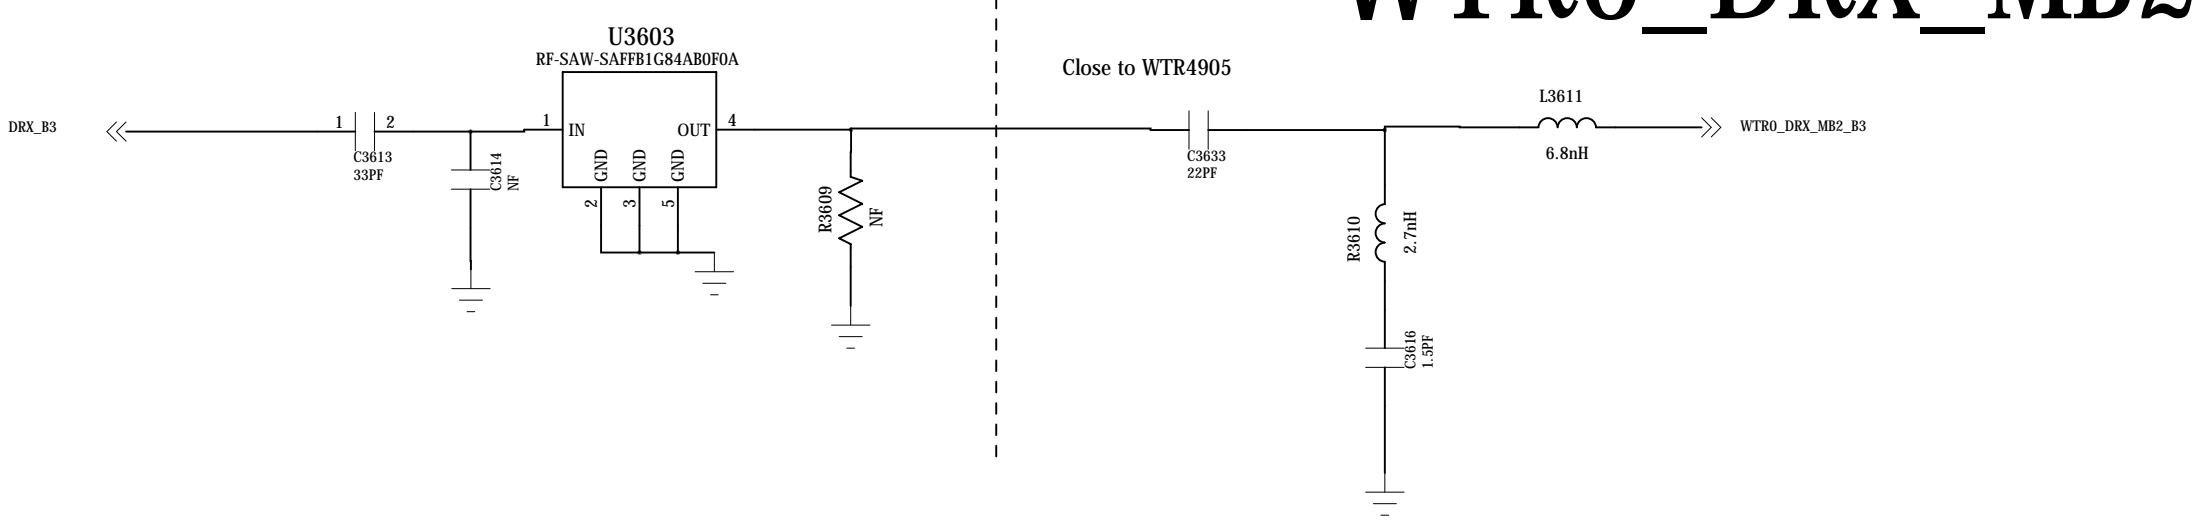 WTR0_DRX_MB2
U3603
RF-SAW-SAFFB1G84AB0F0A
Close to WTR4905
DRX_B3
1
2
C3613
33PF
C3614
NF
1
IN
OUT
4
GND
GND
GND
2
3
5
R3609
NF
C3633
22PF
L3611
6.8nH
WTR0_DRX_MB2_B3
R3610
2.7nH
C3616
1.5PF